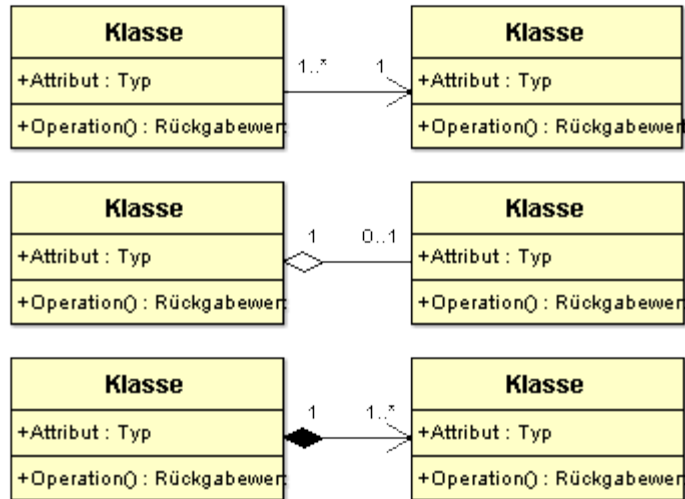 Klasse
+Attribut : Typ
+Operation() : Rückgabewert
1..*
1
Klasse
+Attribut : Typ
+Operation() : Rückgabewert
Klasse
+Attribut : Typ
+Operation() : Rückgabewert
1
0..1
Klasse
+Attribut : Typ
+Operation() : Rückgabewert
Klasse
+Attribut : Typ
+Operation() : Rückgabewert
1
1..*
Klasse
+Attribut : Typ
+Operation() : Rückgabewert